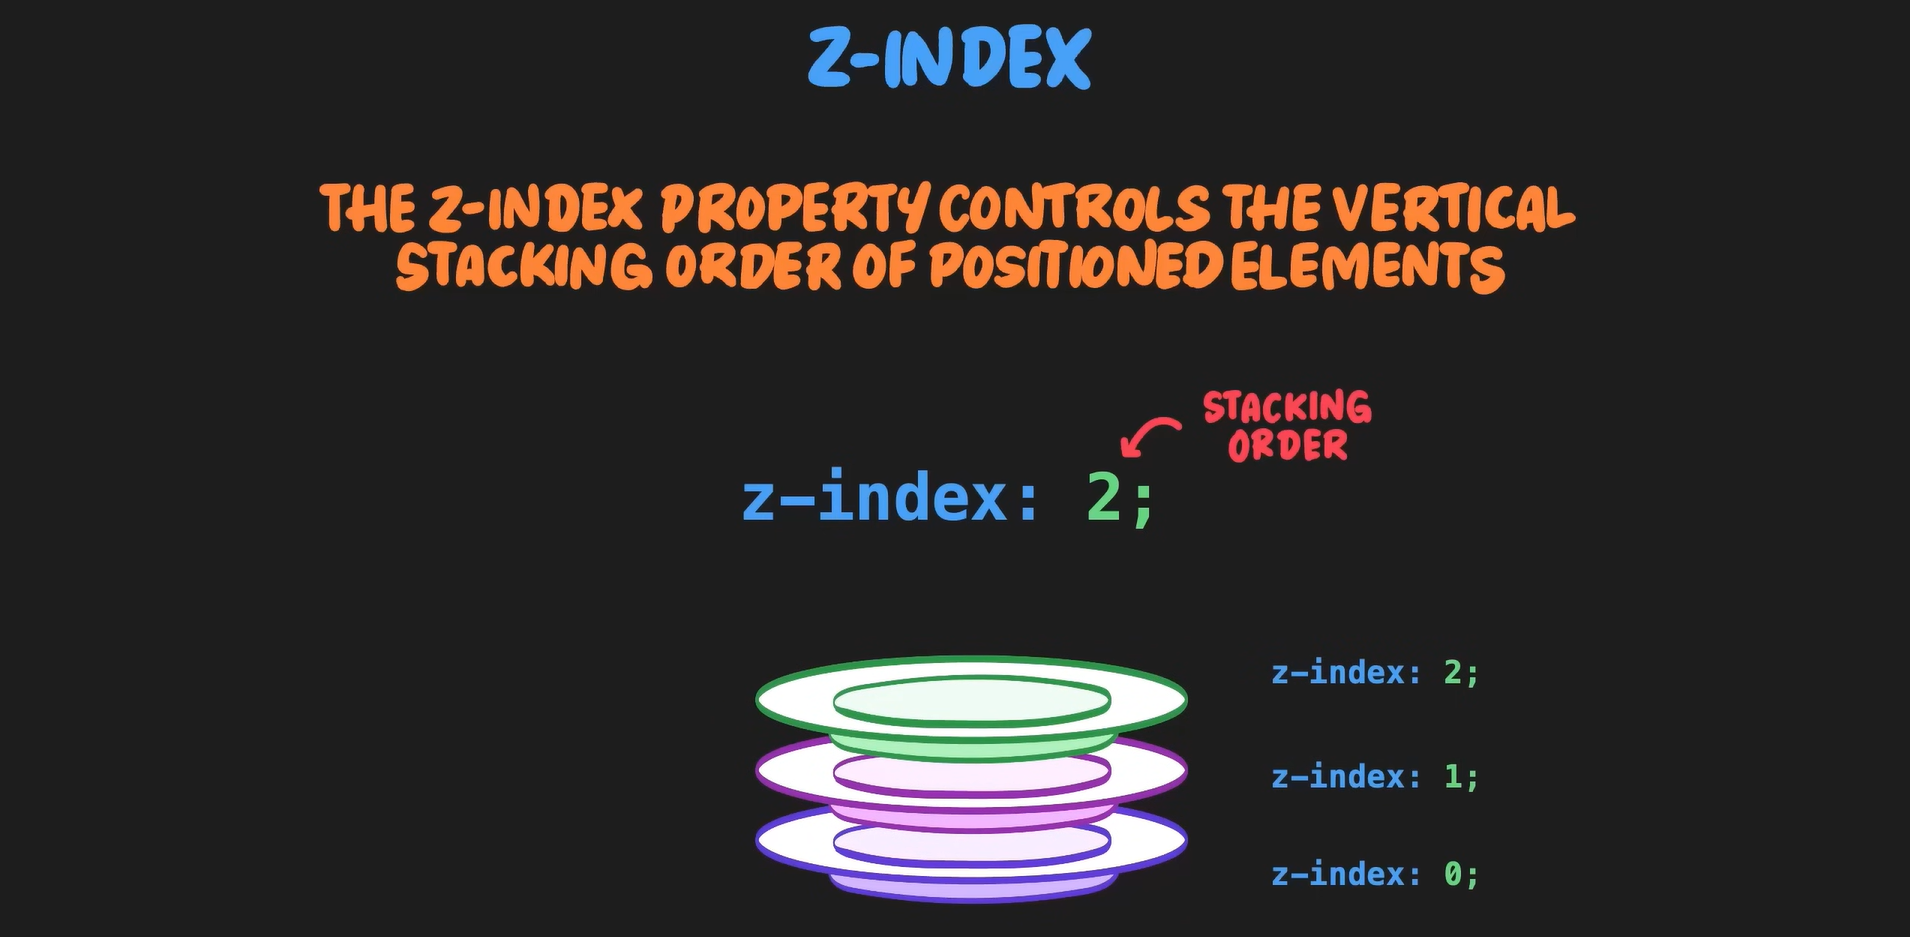 Z-INDEX
THE Z-INDEX PROPERTY CONTROLS THE VERTICAL
STACKING ORDER OF POSITIONED ELEMENTS
STACKING
ORDER
z-index: 2;
z-index: 2;
z-index: 1;
z-index: 0;